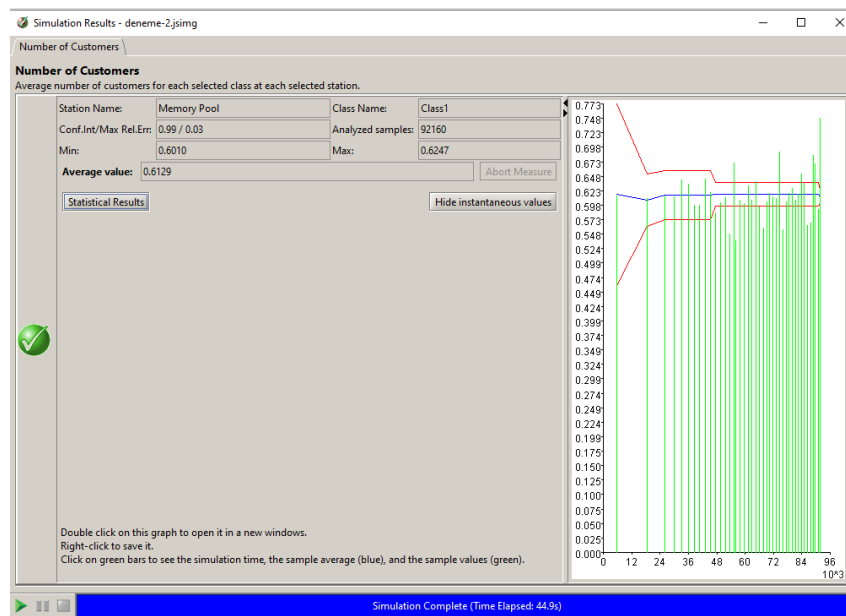 Simulation Results - deneme-2.jsimg
Number of Customers
Number of Customers
Average number of customers for each selected class at each selected station.
Station Name: Memory Pool Class Name: Class1
Conf.Int/Max Rel.Err: 0.99 / 0.03 Analyzed samples: 92160
Min: 0.6010 Max: 0.6247
Average value: 0.6129 Abort Measure
Statistical Results Hide instantaneous values
Double click on this graph to open it in a new windows.
Right-click to save it.
Click on green bars to see the simulation time, the sample average (blue), and the sample values (green).
0.773
0.748
0.723
0.698
0.673
0.648
0.623
0.598
0.573
0.548
0.524
0.499
0.474
0.449
0.424
0.399
0.374
0.349
0.324
0.299
0.274
0.249
0.224
0.199
0.175
0.150
0.125
0.100
0.075
0.050
0.025
0.000
0 12 24 36 48 60 72 84 96
10^3
Simulation Complete (Time Elapsed: 44.9s)